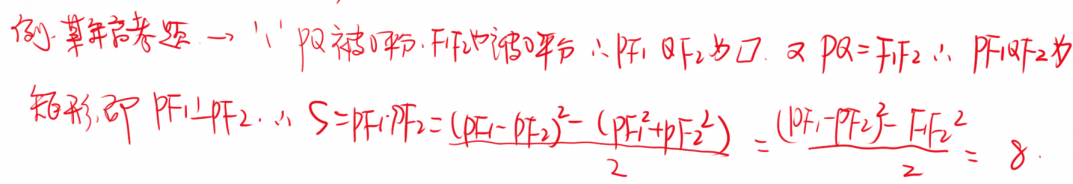 例. 某年高考题. → ∵ PQ被O平分. F₁F₂也被O平分 ∴ PF₁QF₂为▱. 又 PQ=F₁F₂ ∴ PF₁QF₂为
矩形, 即 PF₁⊥PF₂. ∴ S=PF₁·PF₂=\frac{(PF₁-PF₂)²-(PF₁²+PF₂²)}{2}=\frac{(PF₁-PF₂)²-F₁F₂²}{2}=8.